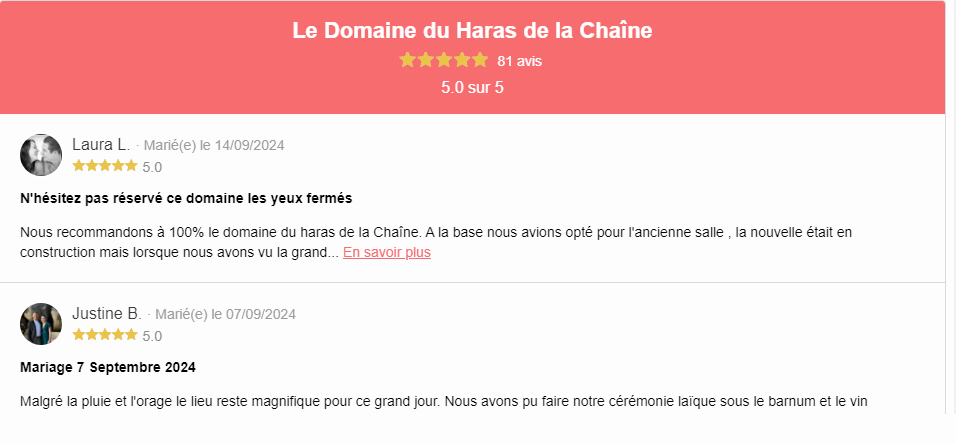 Le Domaine du Haras de la Chaîne
81 avis
5.0 sur 5
Laura L. · Marié(e) le 14/09/2024
5.0
N'hésitez pas réservé ce domaine les yeux fermés
Nous recommandons à 100% le domaine du haras de la Chaîne. A la base nous avions opté pour l'ancienne salle , la nouvelle était en
construction mais lorsque nous avons vu la grand... En savoir plus
Justine B. · Marié(e) le 07/09/2024
5.0
Mariage 7 Septembre 2024
Malgré la pluie et l'orage le lieu reste magnifique pour ce grand jour. Nous avons pu faire notre cérémonie laïque sous le barnum et le vin